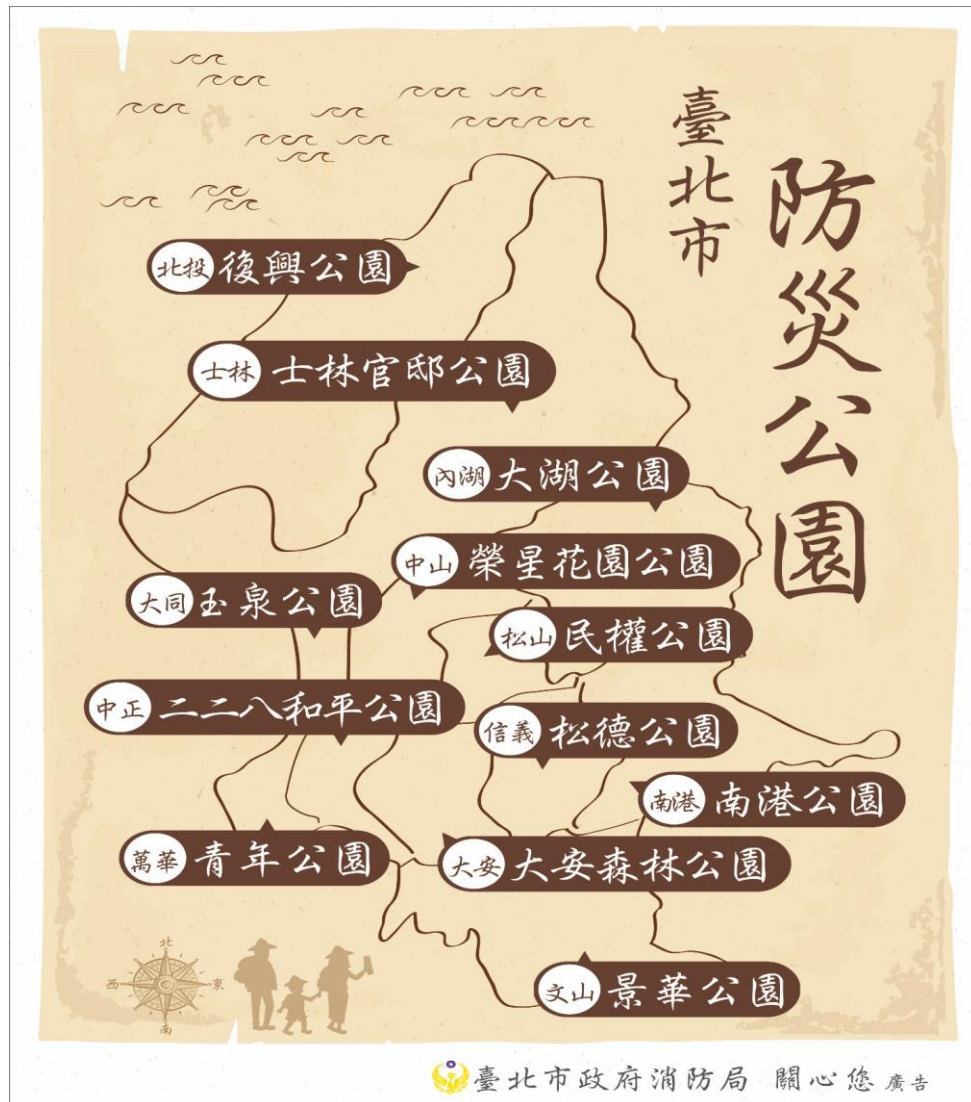 臺北市
防災公園
北投 復興公園
士林 士林官邸公園
內湖 大湖公園
中山 榮星花園公園
大同 玉泉公園
松山 民權公園
中正 二二八和平公園
信義 松德公園
南港 南港公園
萬華 青年公園
大安 大安森林公園
文山 景華公園
北
西 東
南
臺北市政府消防局 關心您 廣告